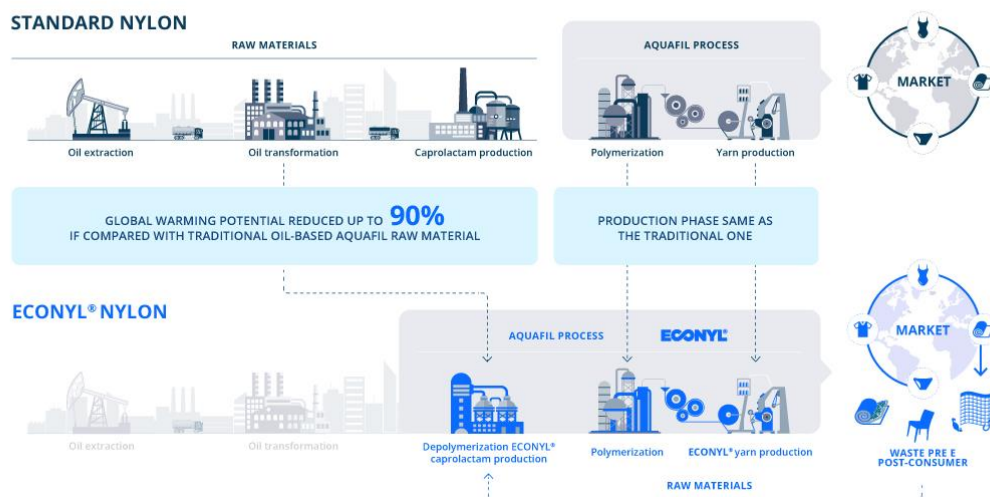 STANDARD NYLON
RAW MATERIALS
AQUAFIL PROCESS
MARKET
Oil extraction
Oil transformation
Caprolactam production
Polymerization
Yarn production
GLOBAL WARMING POTENTIAL REDUCED UP TO 90%
IF COMPARED WITH TRADITIONAL OIL-BASED AQUAFIL RAW MATERIAL
PRODUCTION PHASE SAME AS
THE TRADITIONAL ONE
ECONYL® NYLON
AQUAFIL PROCESS
ECONYL®
MARKET
Oil extraction
Oil transformation
Depolymerization ECONYL®
caprolactam production
Polymerization
ECONYL® yarn production
WASTE PRE E
POST-CONSUMER
RAW MATERIALS